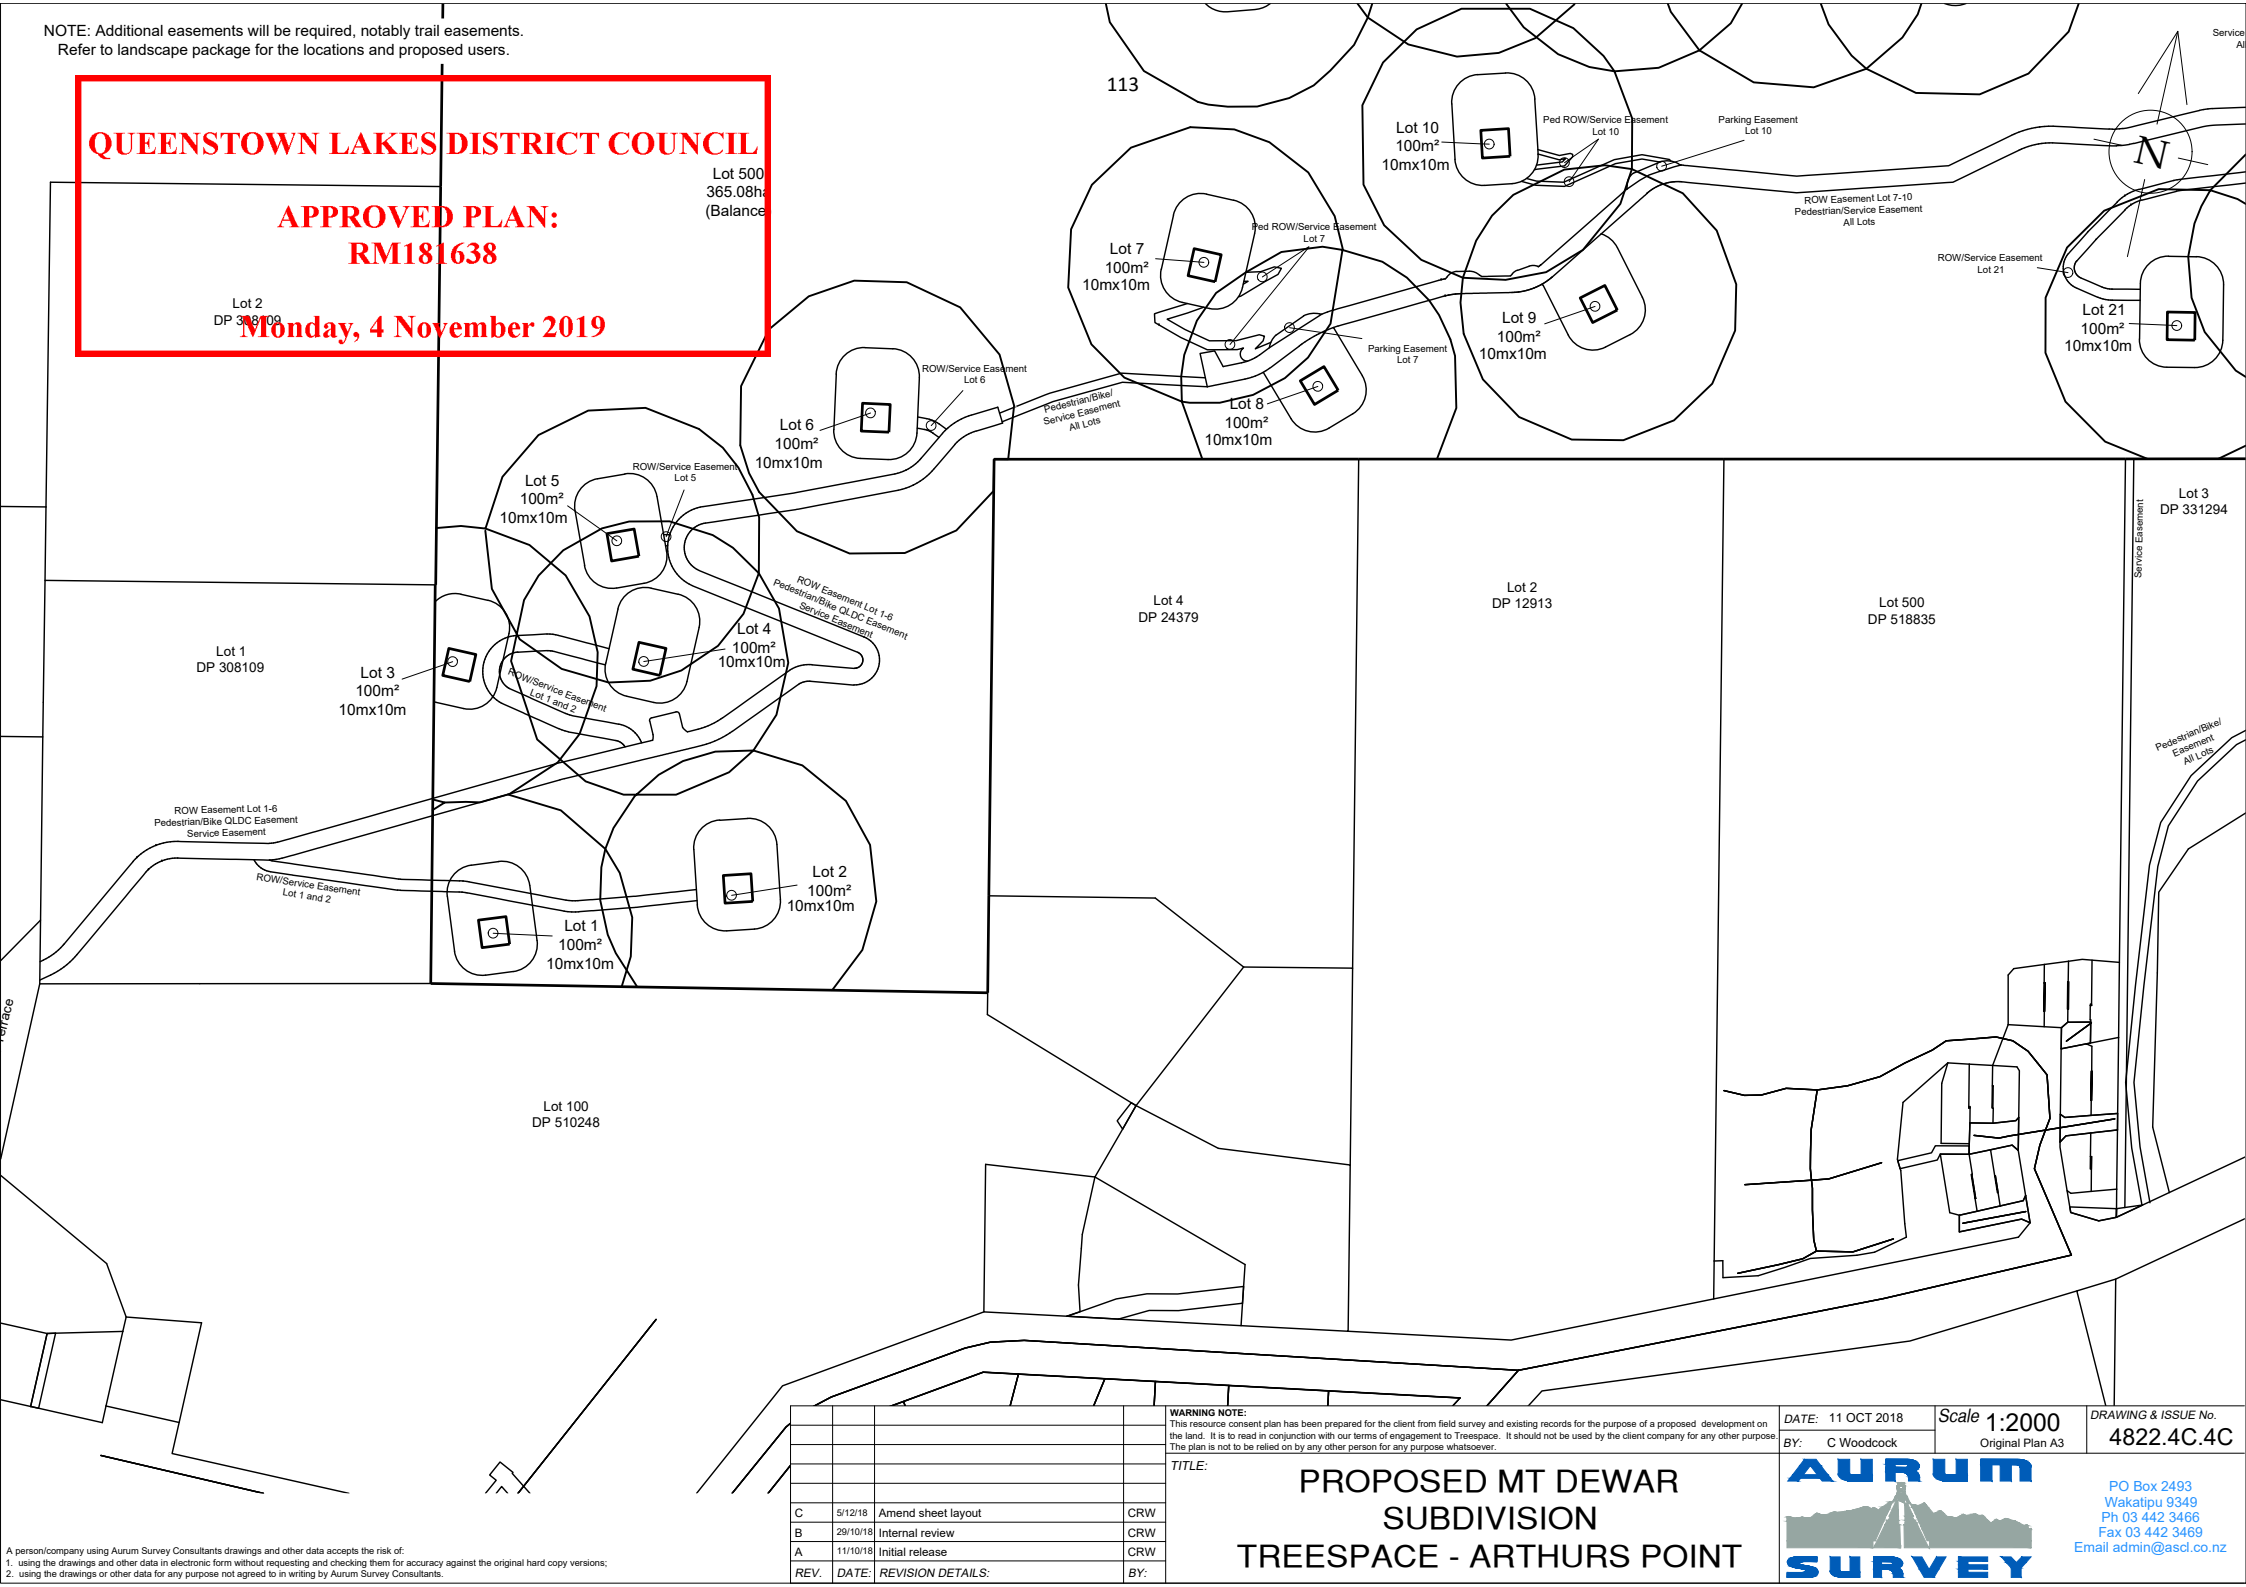 NOTE: Additional easements will be required, notably trail easements.
Refer to landscape package for the locations and proposed users.
QUEENSTOWN LAKES DISTRICT COUNCIL
APPROVED PLAN:
RM181638
Monday, 4 November 2019
Lot 500
365.08ha
(Balance
Lot 2
DP 308109
113
Service
All
N
Lot 10
100m²
10mx10m
Ped ROW/Service Easement
Lot 10
Parking Easement
Lot 10
ROW Easement Lot 7-10
Pedestrian/Service Easement
All Lots
Lot 7
100m²
10mx10m
Ped ROW/Service Easement
Lot 7
Parking Easement
Lot 7
Lot 9
100m²
10mx10m
ROW/Service Easement
Lot 21
Lot 21
100m²
10mx10m
Lot 8
100m²
10mx10m
Pedestrian/Bike/
Service Easement
All Lots
ROW/Service Easement
Lot 6
Lot 6
100m²
10mx10m
ROW/Service Easement
Lot 5
Lot 5
100m²
10mx10m
ROW Easement Lot 1-6
Pedestrian/Bike QLDC Easement
Service Easement
Lot 4
100m²
10mx10m
Lot 3
100m²
10mx10m
ROW/Service Easement
Lot 1 and 2
Lot 1
DP 308109
ROW Easement Lot 1-6
Pedestrian/Bike QLDC Easement
Service Easement
ROW/Service Easement
Lot 1 and 2
Lot 2
100m²
10mx10m
Lot 1
100m²
10mx10m
Lot 4
DP 24379
Lot 2
DP 12913
Lot 500
DP 518835
Service Easement
Lot 3
DP 331294
Pedestrian/Bike/
Easement
All Lots
Lot 100
DP 510248
A person/company using Aurum Survey Consultants drawings and other data accepts the risk of:
1. using the drawings and other data in electronic form without requesting and checking them for accuracy against the original hard copy versions;
2. using the drawings or other data for any purpose not agreed to in writing by Aurum Survey Consultants.
C 5/12/18 Amend sheet layout CRW
B 29/10/18 Internal review CRW
A 11/10/18 Initial release CRW
REV. DATE: REVISION DETAILS: BY:
WARNING NOTE:
This resource consent plan has been prepared for the client from field survey and existing records for the purpose of a proposed development on
the land. It is to read in conjunction with our terms of engagement to Treespace. It should not be used by the client company for any other purpose.
The plan is not to be relied on by any other person for any purpose whatsoever.
TITLE:
PROPOSED MT DEWAR
SUBDIVISION
TREESPACE - ARTHURS POINT
DATE: 11 OCT 2018
BY: C Woodcock
Scale 1:2000
Original Plan A3
DRAWING & ISSUE No.
4822.4C.4C
AURUM
SURVEY
PO Box 2493
Wakatipu 9349
Ph 03 442 3466
Fax 03 442 3469
Email admin@ascl.co.nz